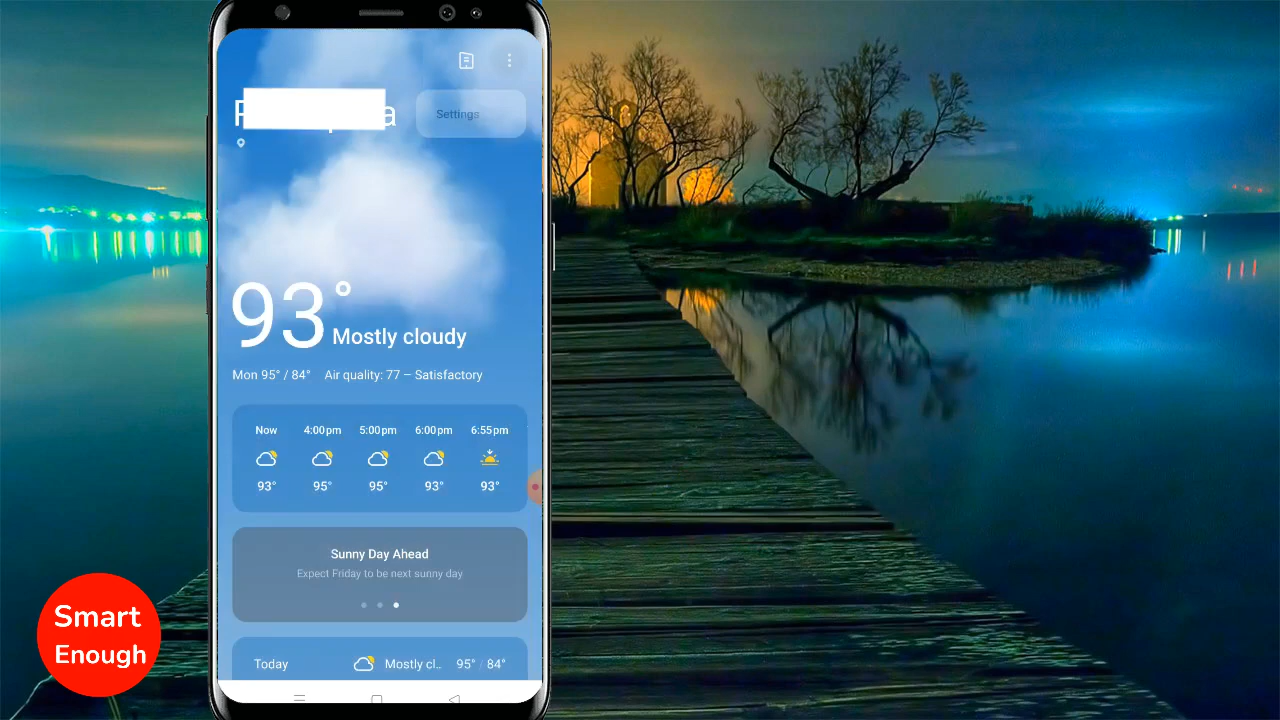 Settings
93°
Mostly cloudy
Mon 95° / 84° Air quality: 77 – Satisfactory
Now 4:00pm 5:00pm 6:00pm 6:55pm
93° 95° 95° 93° 93°
Sunny Day Ahead
Expect Friday to be next sunny day
Today Mostly cl.. 95° / 84°
Smart
Enough